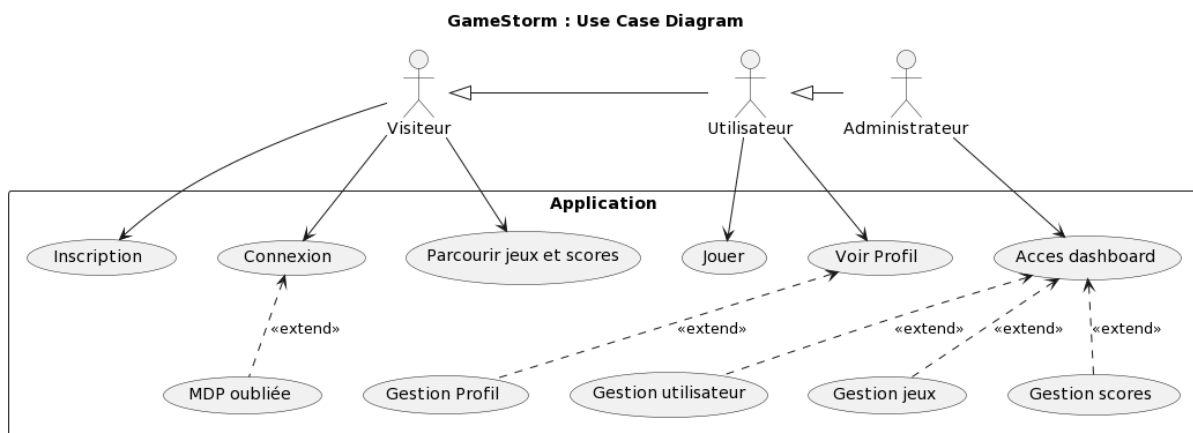 GameStorm : Use Case Diagram
Visiteur
Utilisateur
Administrateur
Application
Inscription
Connexion
Parcourir jeux et scores
Jouer
Voir Profil
Acces dashboard
«extend»
«extend»
«extend»
«extend»
«extend»
MDP oubliée
Gestion Profil
Gestion utilisateur
Gestion jeux
Gestion scores